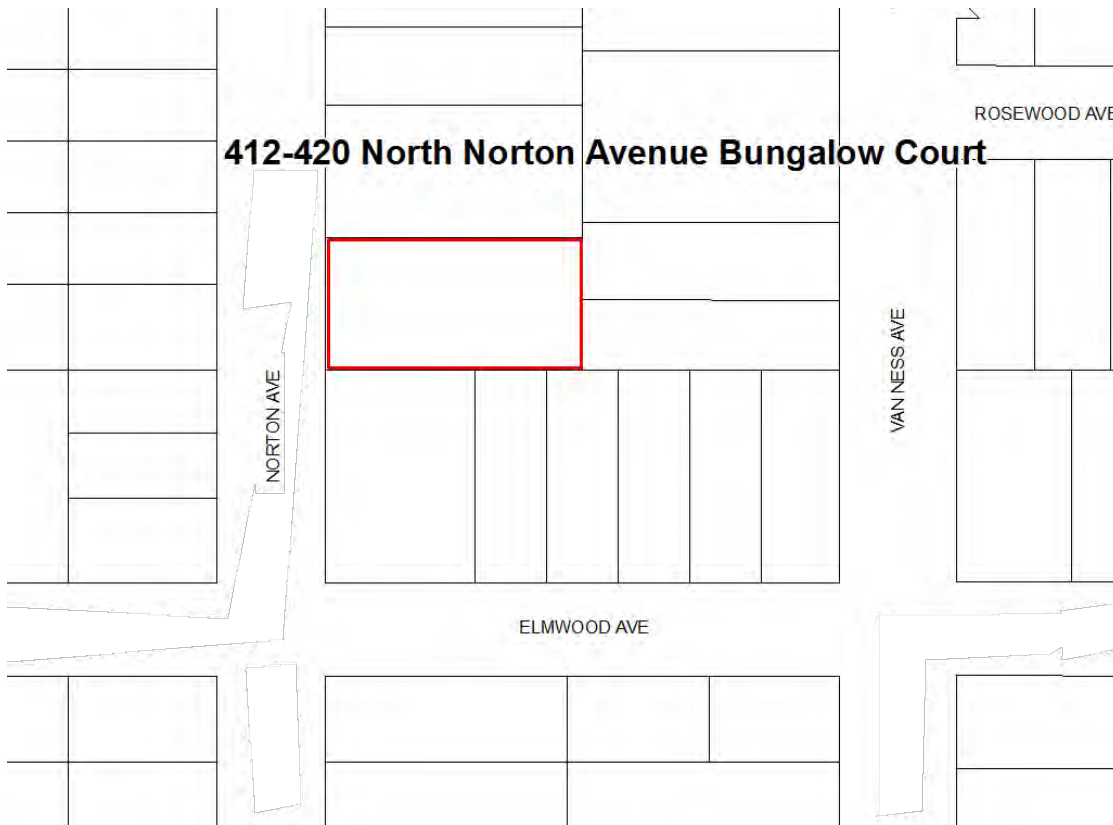 ROSEWOOD AVE
412-420 North Norton Avenue Bungalow Court
VAN NESS AVE
NORTON AVE
ELMWOOD AVE